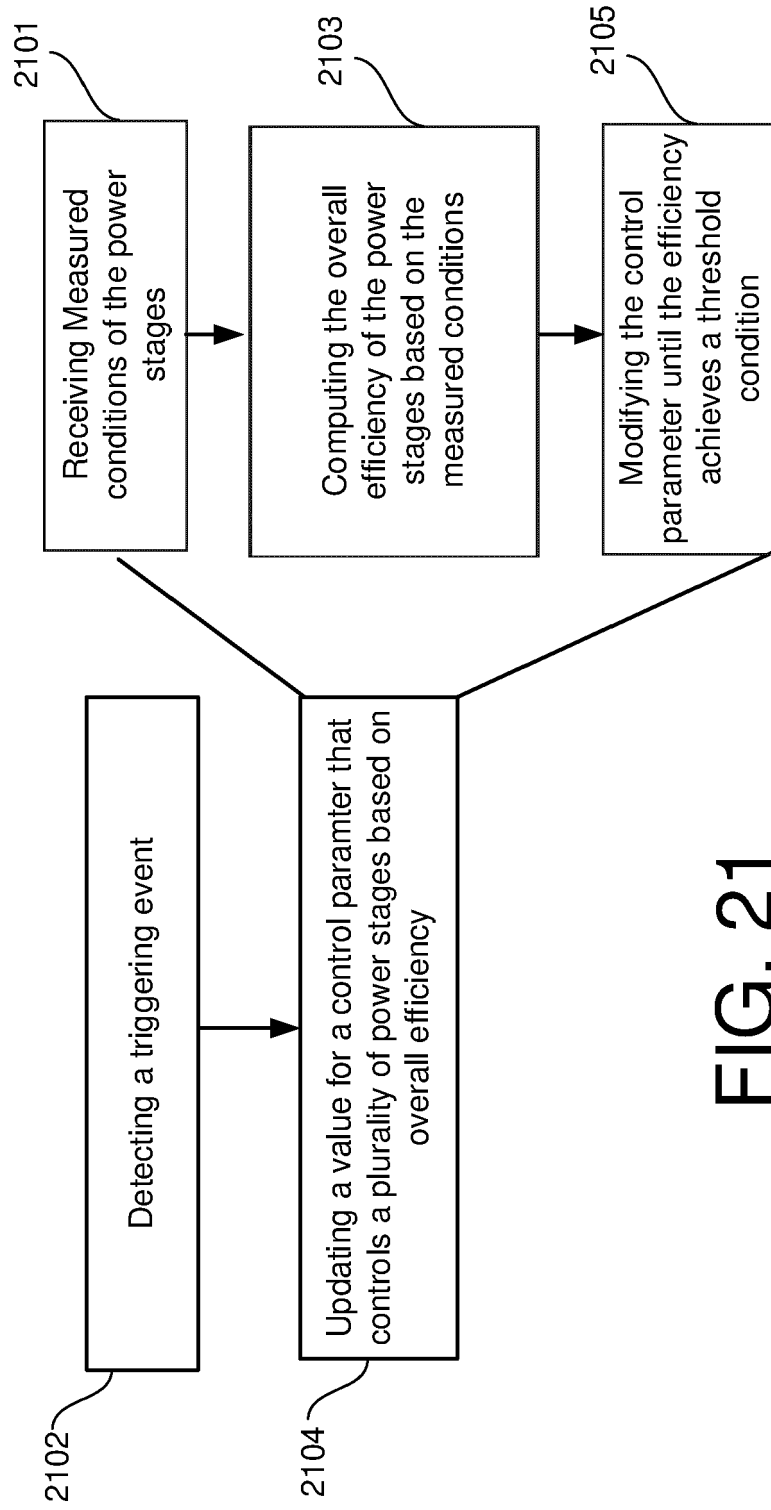 2102
Detecting a triggering event
2104
Updating a value for a control paramter that
controls a plurality of power stages based on
overall efficiency
2101
Receiving Measured
conditions of the power
stages
2103
Computing the overall
efficiency of the power
stages based on the
measured conditions
2105
Modifying the control
parameter until the efficiency
achieves a threshold
condition
FIG. 21